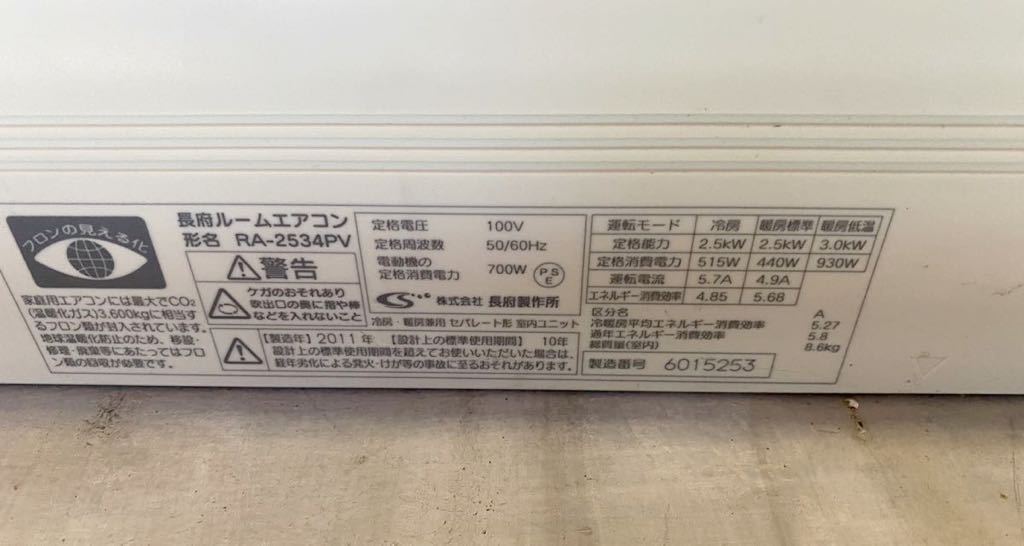 フロンの見える化
家庭用エアコンには最大でCO2
(温暖化ガス)3,600kgに相当す
るフロン類が封入されています。
地球温暖化防止のため、移設・
修理・廃棄等にあたってはフロ
ン類の回収が必要です。
長府ルームエアコン
形名 RA-2534PV
警告
ケガのおそれあり
吹出口の奥に指や棒
などを入れないこと
定格電圧 100V
定格周波数 50/60Hz
電動機の
定格消費電力 700W
PSE
株式会社 長府製作所
冷房・暖房兼用 セパレート形 室内ユニット
【製造年】2011年 【設計上の標準使用期間】 10年
設計上の標準使用期間を超えてお使いいただいた場合は、
経年劣化による発火・けが等の事故に至るおそれがあります。
運転モード 冷房 暖房標準 暖房低温
定格能力 2.5kW 2.5kW 3.0kW
定格消費電力 515W 440W 930W
運転電流 5.7A 4.9A
エネルギー消費効率 4.85 5.68
区分名 A
冷暖房平均エネルギー消費効率 5.27
通年エネルギー消費効率 5.8
総質量(室内) 8.6kg
製造番号 6015253